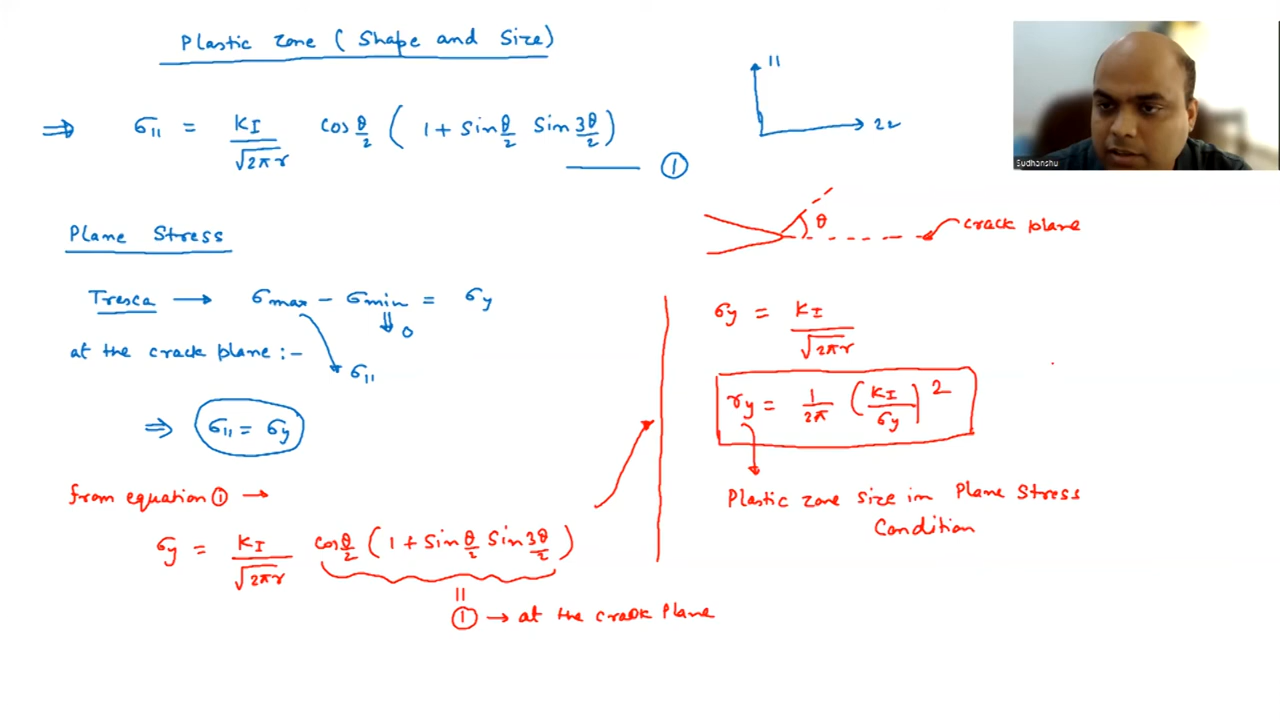 Plastic zone (Shape and Size)
⇒ σ11 = KI/√2πr cos θ/2 (1 + sin θ/2 sin 3θ/2)
①
11
22
Sudhanshu
θ
crack plane
Plane Stress
Tresca → σmax - σmin = σy
0
at the crack plane :-
σ11
⇒ σ11 = σy
from equation ① →
σy = KI/√2πr cos θ/2 (1 + sin θ/2 sin 3θ/2)
॥
① → at the crack Plane
σy = KI/√2πr
ry = 1/2π (KI/σy)^2
Plastic zone size in Plane Stress
Condition